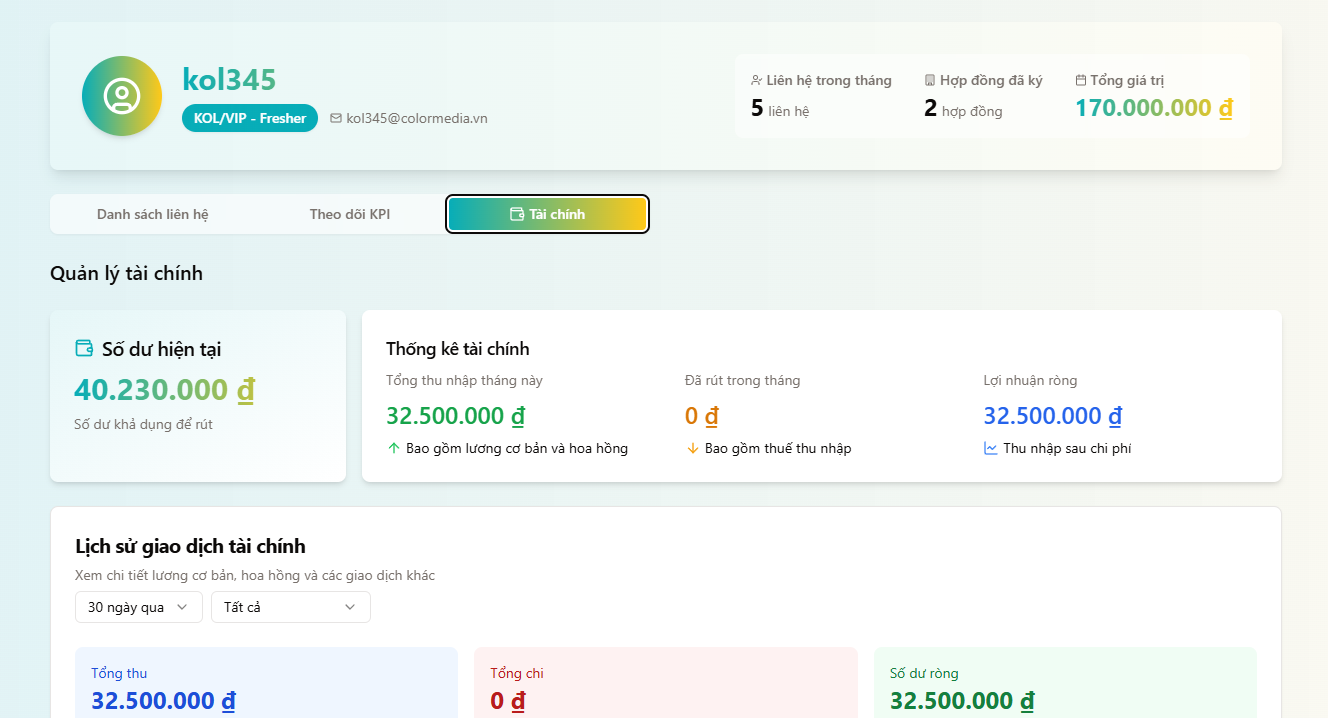 kol345
KOL/VIP - Fresher
kol345@colormedia.vn
Liên hệ trong tháng
5 liên hệ
Hợp đồng đã ký
2 hợp đồng
Tổng giá trị
170.000.000 ₫
Danh sách liên hệ
Theo dõi KPI
Tài chính
Quản lý tài chính
Số dư hiện tại
40.230.000 ₫
Số dư khả dụng để rút
Thống kê tài chính
Tổng thu nhập tháng này
32.500.000 ₫
Bao gồm lương cơ bản và hoa hồng
Đã rút trong tháng
0 ₫
Bao gồm thuế thu nhập
Lợi nhuận ròng
32.500.000 ₫
Thu nhập sau chi phí
Lịch sử giao dịch tài chính
Xem chi tiết lương cơ bản, hoa hồng và các giao dịch khác
30 ngày qua
Tất cả
Tổng thu
32.500.000 ₫
Tổng chi
0 ₫
Số dư ròng
32.500.000 ₫